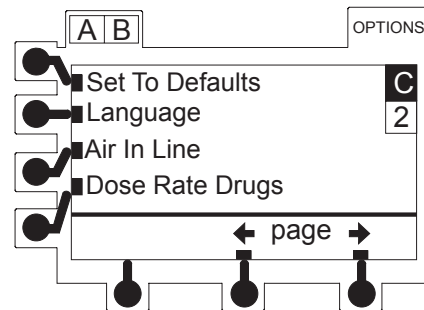 A B
OPTIONS
Set To Defaults
C
Language
2
Air In Line
Dose Rate Drugs
page